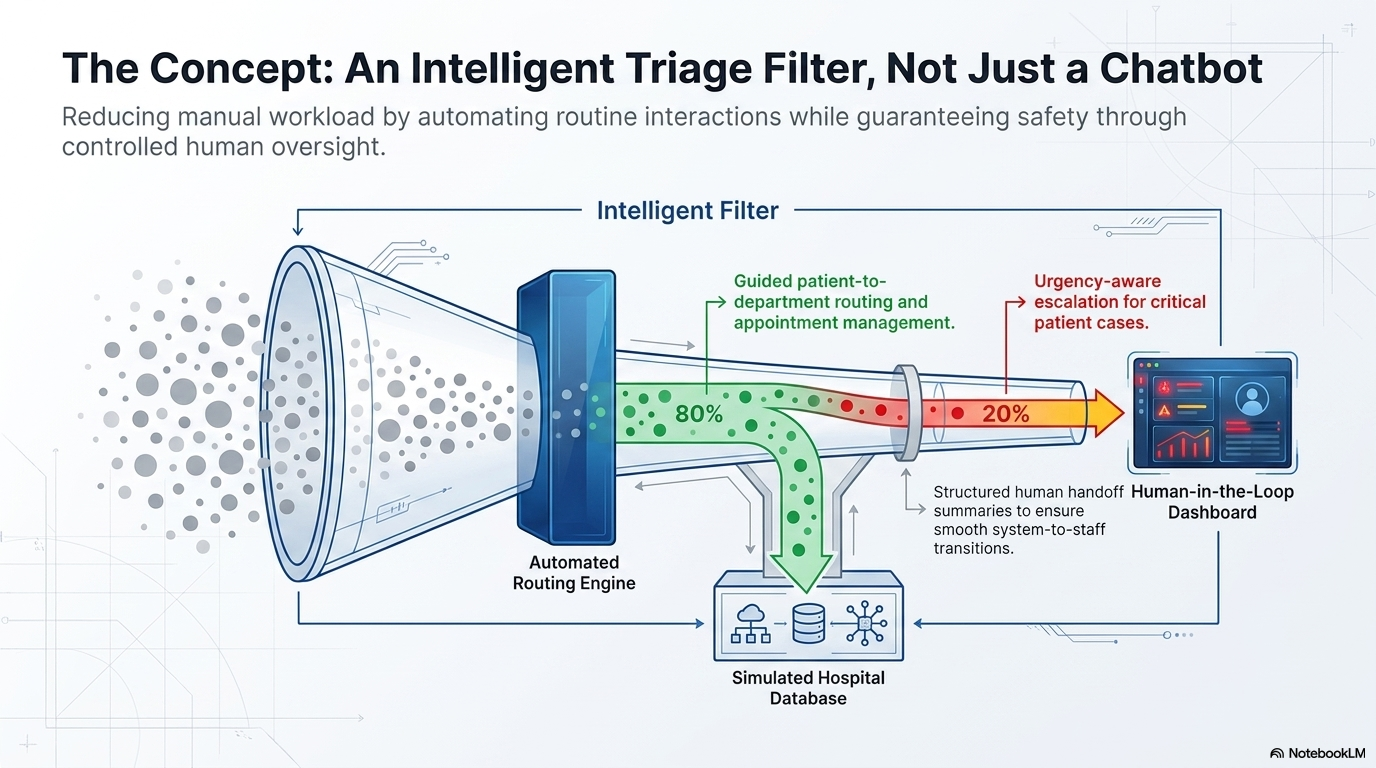 The Concept: An Intelligent Triage Filter, Not Just a Chatbot
Reducing manual workload by automating routine interactions while guaranteeing safety through
controlled human oversight.
Intelligent Filter
Guided patient-to-
department routing and
appointment management.
Urgency-aware
escalation for critical
patient cases.
80%
20%
Structured human handoff
summaries to ensure
smooth system-to-staff
transitions.
Human-in-the-Loop
Dashboard
Automated
Routing Engine
Simulated Hospital
Database
NotebookLM